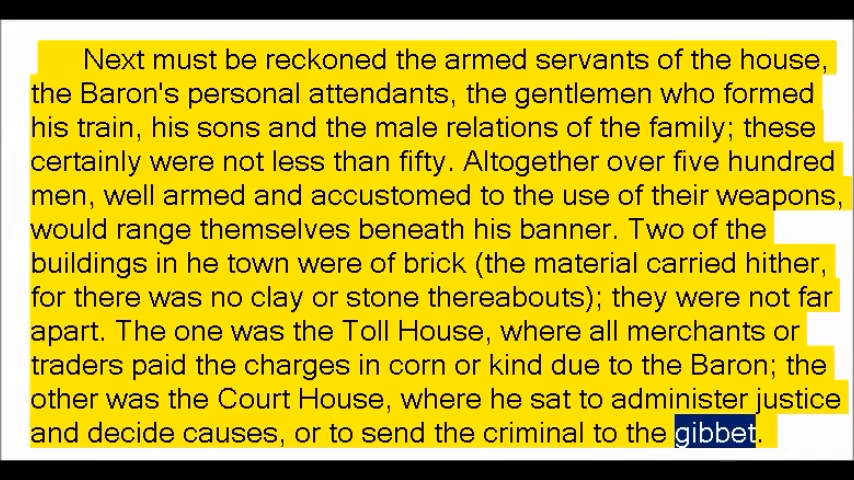 Next must be reckoned the armed servants of the house,
the Baron's personal attendants, the gentlemen who formed
his train, his sons and the male relations of the family; these
certainly were not less than fifty. Altogether over five hundred
men, well armed and accustomed to the use of their weapons,
would range themselves beneath his banner. Two of the
buildings in he town were of brick (the material carried hither,
for there was no clay or stone thereabouts); they were not far
apart. The one was the Toll House, where all merchants or
traders paid the charges in corn or kind due to the Baron; the
other was the Court House, where he sat to administer justice
and decide causes, or to send the criminal to the gibbet.